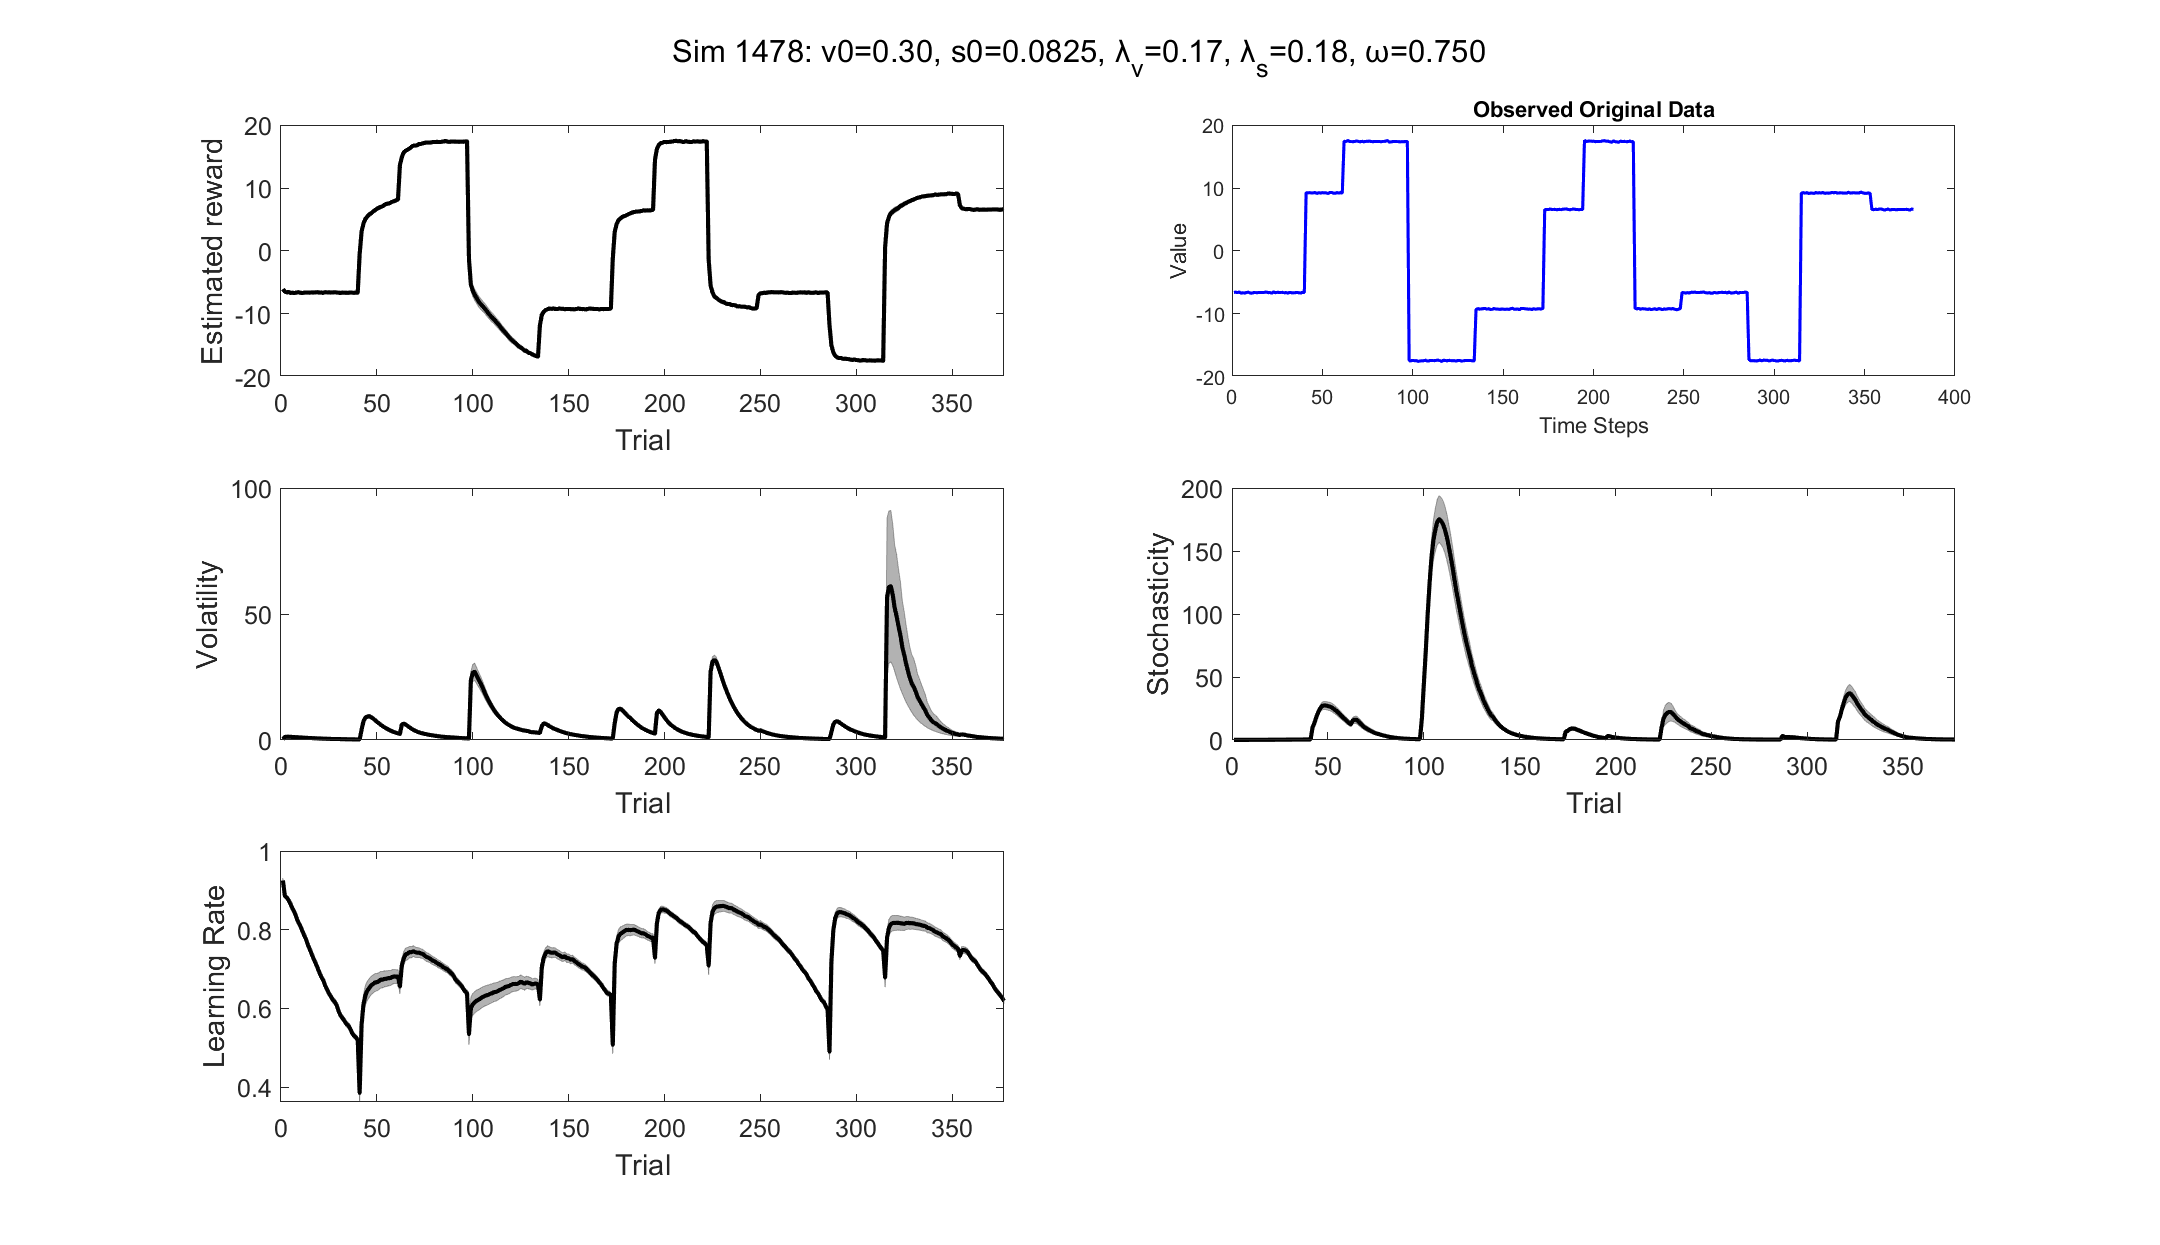 Sim 1478: v0=0.30, s0=0.0825, λv=0.17, λs=0.18, ω=0.750
Estimated reward
20
10
0
-10
-20
0 50 100 150 200 250 300 350
Trial
Observed Original Data
Value
20
10
0
-10
-20
0 50 100 150 200 250 300 350 400
Time Steps
Volatility
100
50
0
0 50 100 150 200 250 300 350
Trial
Stochasticity
200
150
100
50
0
0 50 100 150 200 250 300 350
Trial
Learning Rate
1
0.8
0.6
0.4
0 50 100 150 200 250 300 350
Trial